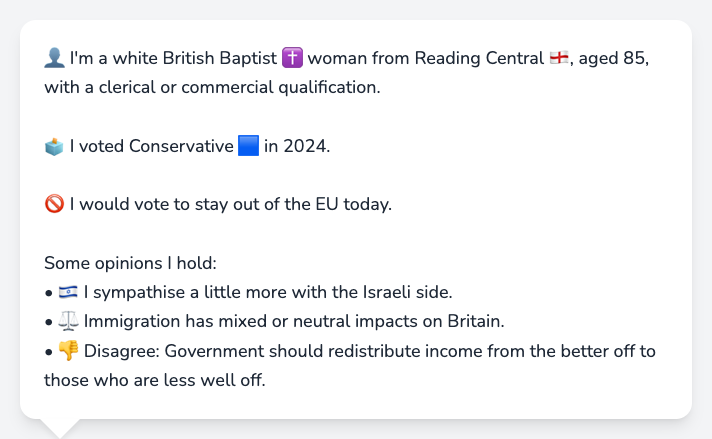 👤 I'm a white British Baptist ✝️ woman from Reading Central 🏴󠁧󠁢󠁥󠁮󠁧󠁿, aged 85,
with a clerical or commercial qualification.
🗳️ I voted Conservative 🟦 in 2024.
🚫 I would vote to stay out of the EU today.
Some opinions I hold:
• 🇮🇱 I sympathise a little more with the Israeli side.
• ⚖️ Immigration has mixed or neutral impacts on Britain.
• 👎 Disagree: Government should redistribute income from the better off to
those who are less well off.